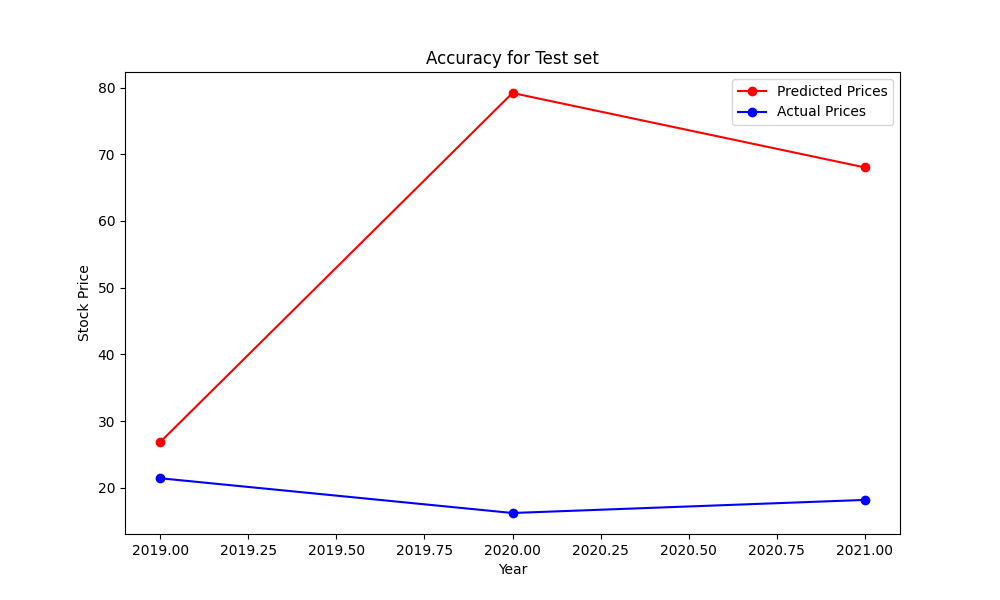 Accuracy for Test set
Predicted Prices
Actual Prices
80
70
60
50
40
30
20
Stock Price
2019.00 2019.25 2019.50 2019.75 2020.00 2020.25 2020.50 2020.75 2021.00
Year